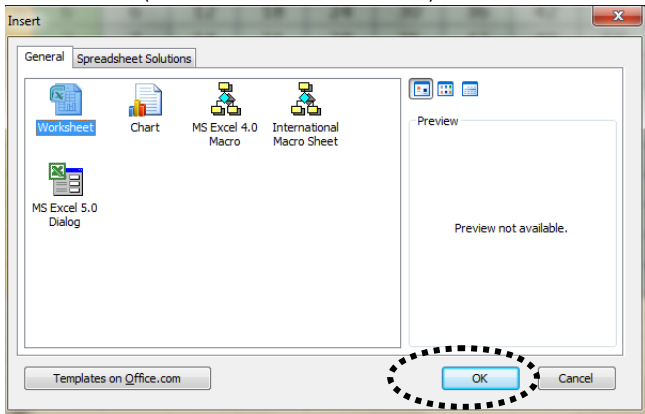 Insert
General Spreadsheet Solutions
Worksheet
Chart
MS Excel 4.0
Macro
International
Macro Sheet
MS Excel 5.0
Dialog
Preview
Preview not available.
Templates on Office.com
OK
Cancel